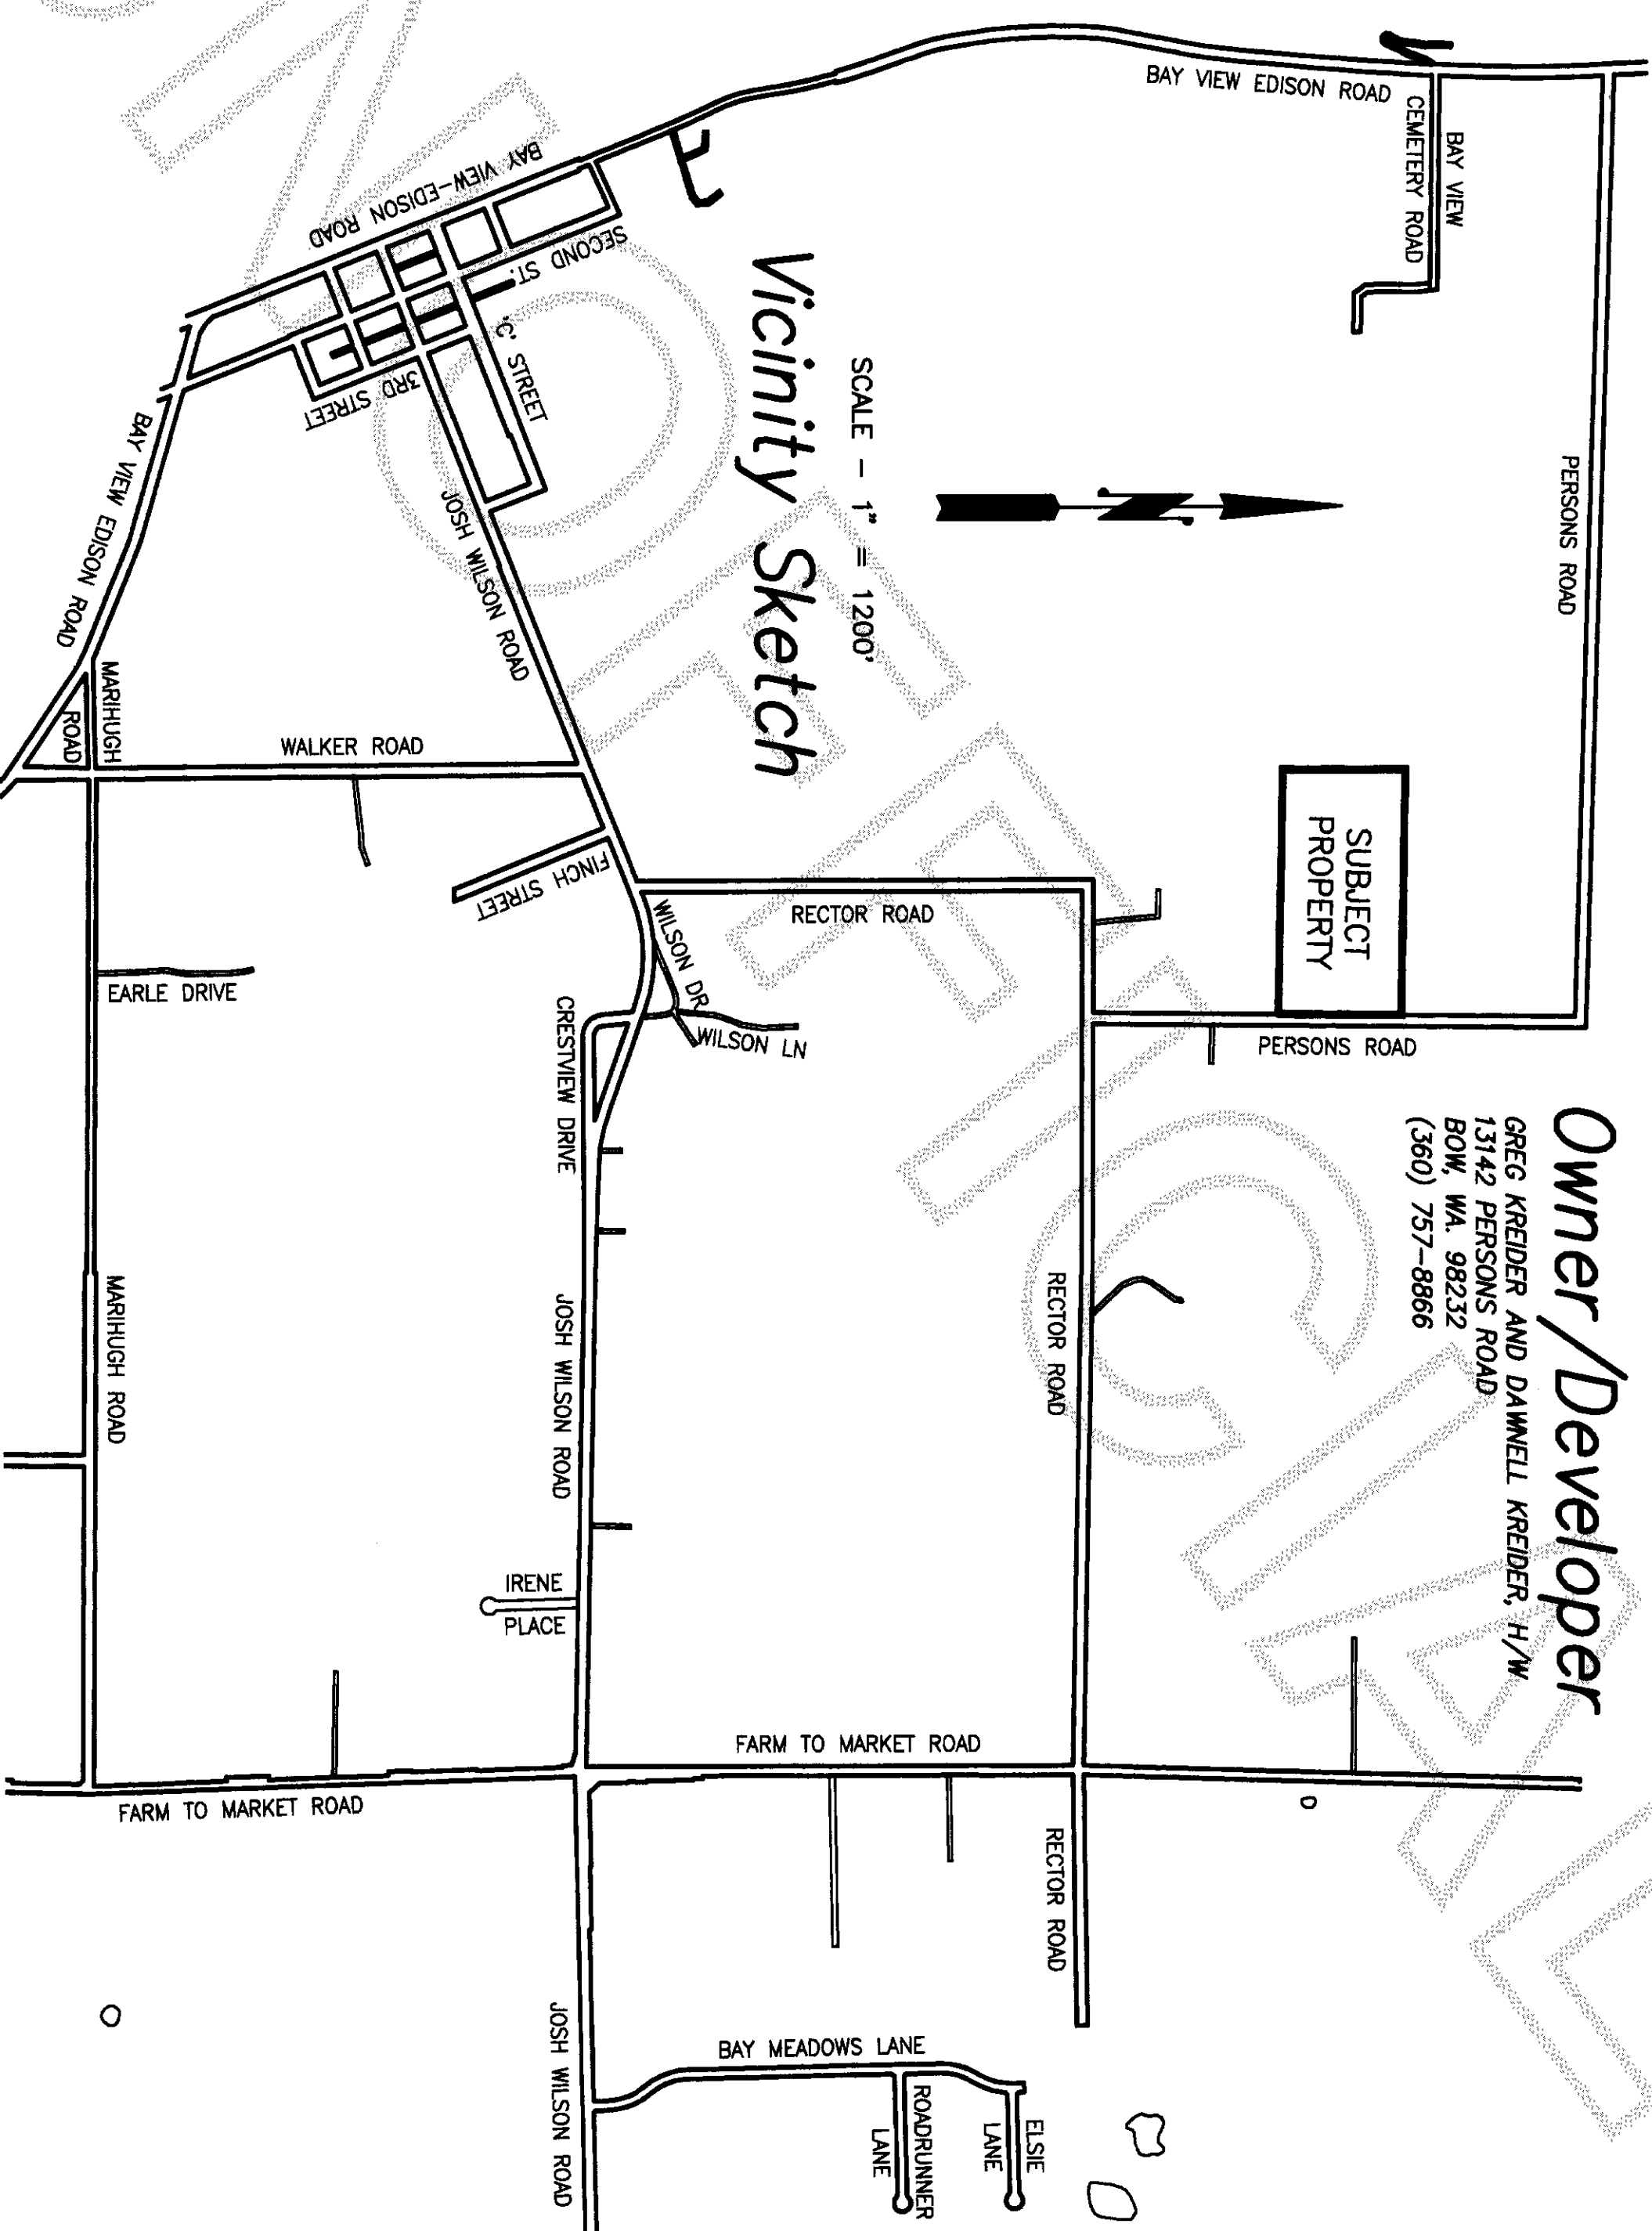 Owner/Developer
GREG KREIDER AND DAWNELL KREIDER, H/W
13142 PERSONS ROAD
BOW, WA. 98232
(360) 757-8866
PERSONS ROAD
BAY VIEW
CEMETERY ROAD
BAY VIEW EDISON ROAD
SUBJECT
PROPERTY
PERSONS ROAD
SCALE - 1" = 1200'
Vicinity Sketch
RECTOR ROAD
RECTOR ROAD
RECTOR ROAD
BAY VIEW-EDISON ROAD
SECOND ST.
'C' STREET
3RD STREET
JOSH WILSON ROAD
BAY VIEW EDISON ROAD
MARIHUGH
ROAD
WALKER ROAD
FINCH STREET
WILSON DR
WILSON LN
EARLE DRIVE
CRESTVIEW DRIVE
JOSH WILSON ROAD
MARIHUGH ROAD
IRENE
PLACE
FARM TO MARKET ROAD
FARM TO MARKET ROAD
JOSH WILSON ROAD
BAY MEADOWS LANE
ROADRUNNER
LANE
ELSIE
LANE
UNOFFICIAL